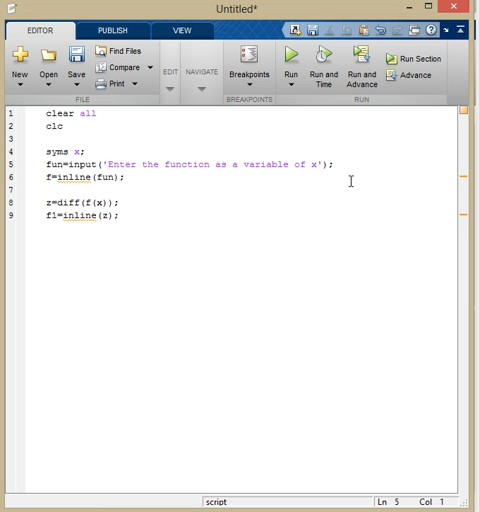 Untitled*
EDITOR PUBLISH VIEW
New Open Save Find Files Compare Print EDIT NAVIGATE Breakpoints Run Run and Time Run and Advance Run Section Advance
FILE BREAKPOINTS RUN
1 clear all
2 clc
3
4 syms x;
5 fun=input('Enter the function as a variable of x');
6 f=inline(fun);
7
8 z=diff(f(x));
9 f1=inline(z);
script Ln 5 Col 1